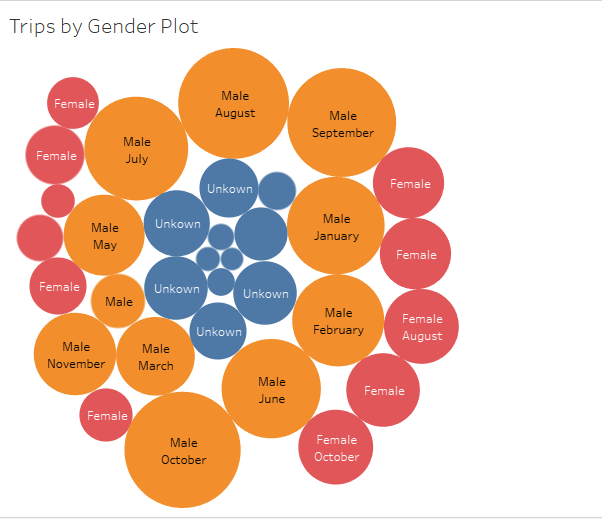 Trips by Gender Plot
Male
August
Female
Male
September
Male
July
Female
Female
Unkown
Male
January
Unkown
Male
May
Female
Female
Unkown
Unkown
Male
Male
February
Female
August
Unkown
Male
November
Male
March
Male
June
Female
Female
Male
October
Female
October